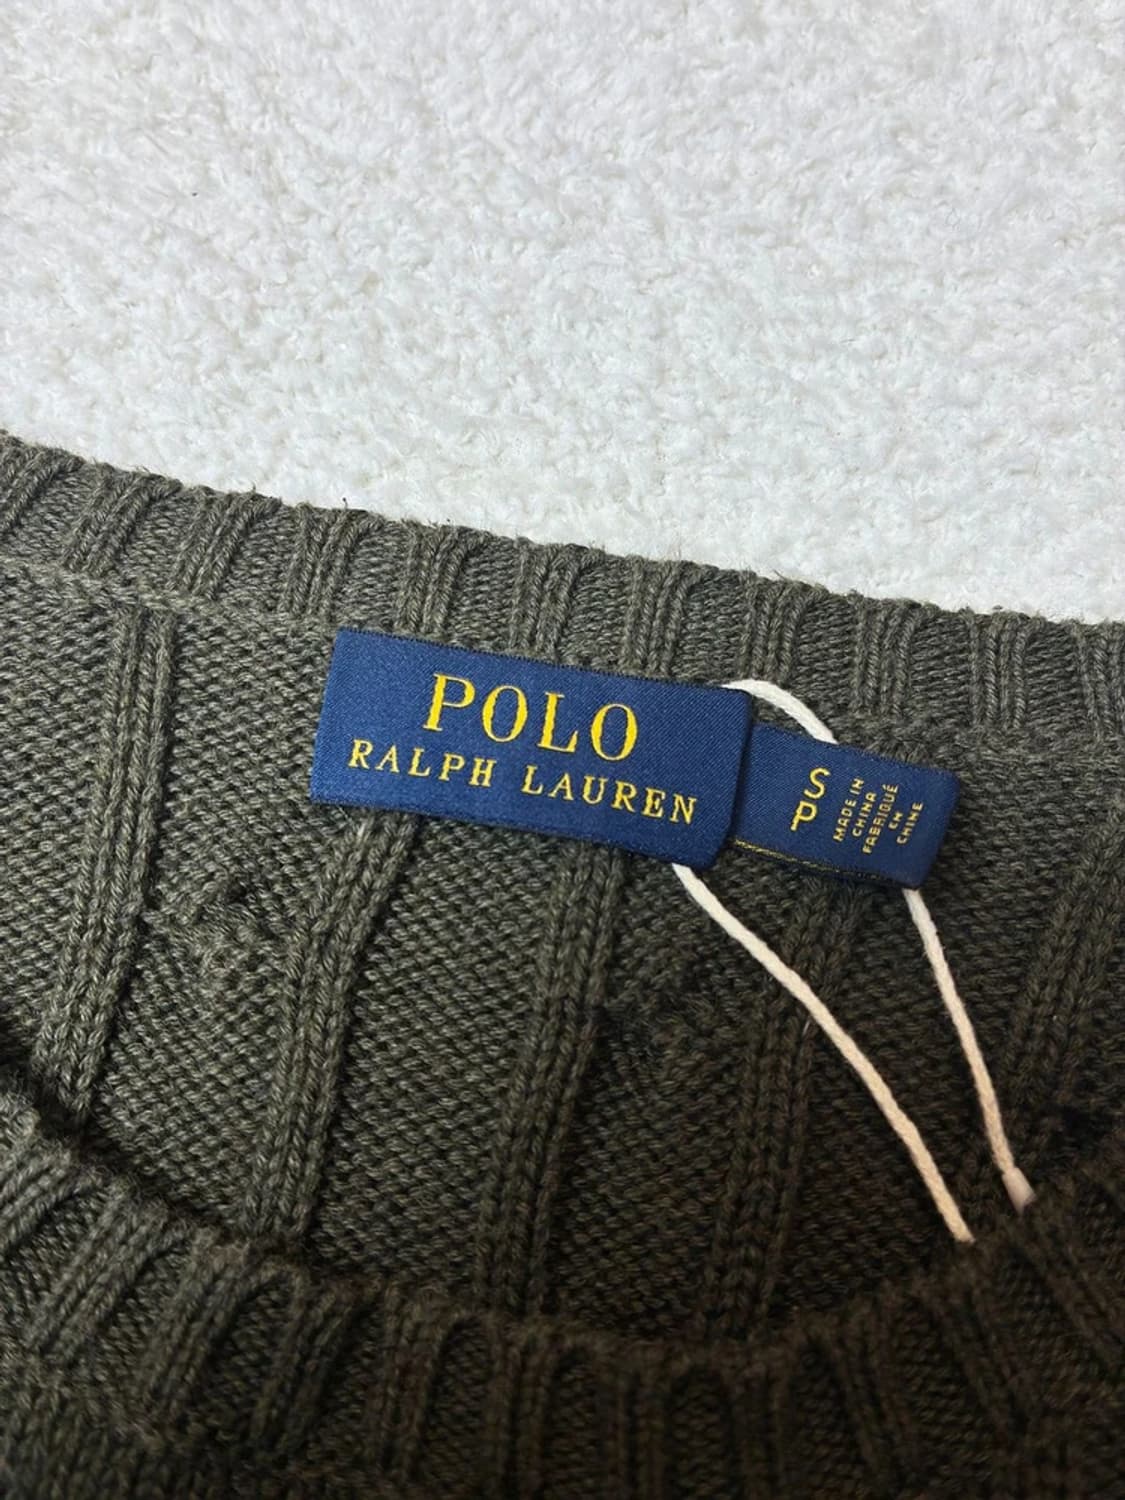 POLO
RALPH LAUREN
S
P
MADE IN
CHINA
FABRIQUÉ
EN
CHINE